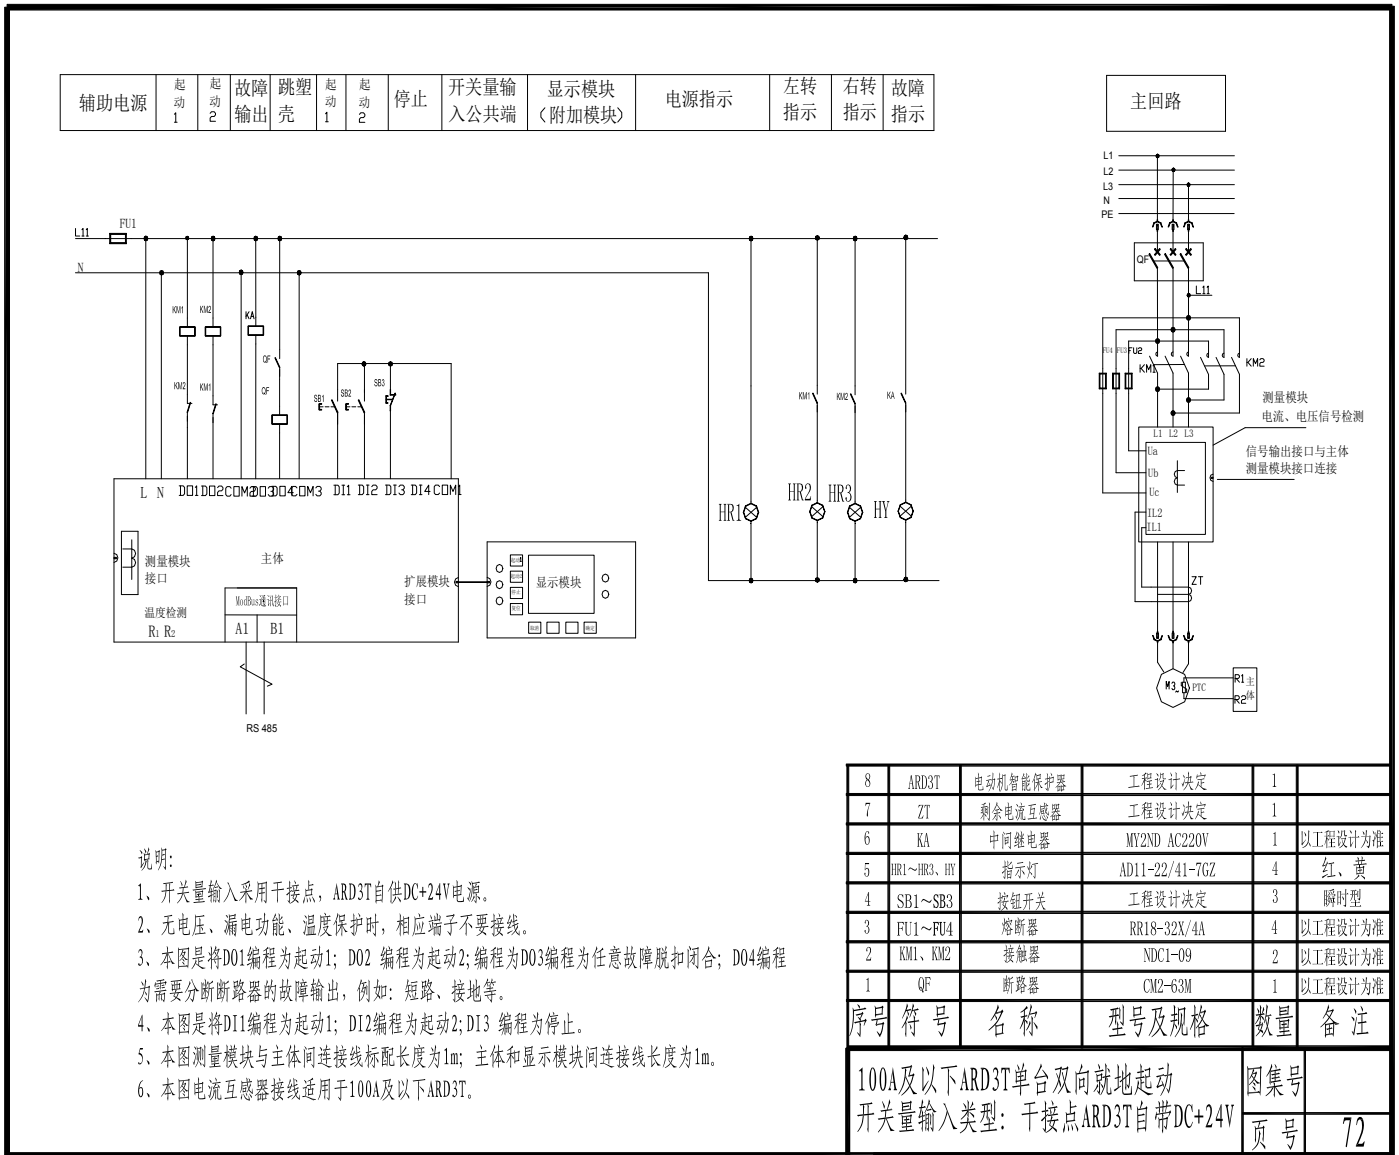 辅助电源 起动1 起动2 故障输出 跳塑壳 起动1 起动2 停止 开关量输入公共端 显示模块（附加模块） 电源指示 左转指示 右转指示 故障指示
主回路
L1
L2
L3
N
PE
L11 FU1
N
KM1 KM2 KA
QF
KM2 KM1 QF
SB1 SB2 SB3
KM1 KM2 KA
HR1 HR2 HR3 HY
L N DO1 DO2 COM2 DO3 DO4 COM3 DI1 DI2 DI3 DI4 COM1
测量模块
接口
主体
扩展模块
接口
显示模块
温度检测
R1 R2
ModBus通讯接口
A1 B1
RS 485
QF
L11
FU4 FU3 FU2
KM1 KM2
测量模块
电流、电压信号检测
信号输出接口与主体
测量模块接口连接
L1 L2 L3
Ua
Ub
Uc
IL2
IL1
ZT
M3~ PTC
R1 主
R2 体
说明:
1、开关量输入采用干接点，ARD3T自供DC+24V电源。
2、无电压、漏电功能、温度保护时，相应端子不要接线。
3、本图是将DO1编程为起动1；DO2 编程为起动2;编程为DO3编程为任意故障脱扣闭合；DO4编程
为需要分断断路器的故障输出，例如：短路、接地等。
4、本图是将DI1编程为起动1；DI2编程为起动2;DI3 编程为停止。
5、本图测量模块与主体间连接线标配长度为1m；主体和显示模块间连接线长度为1m。
6、本图电流互感器接线适用于100A及以下ARD3T。
8 ARD3T 电动机智能保护器 工程设计决定 1
7 ZT 剩余电流互感器 工程设计决定 1
6 KA 中间继电器 MY2ND AC220V 1 以工程设计为准
5 HR1～HR3、HY 指示灯 AD11-22/41-7GZ 4 红、黄
4 SB1～SB3 按钮开关 工程设计决定 3 瞬时型
3 FU1～FU4 熔断器 RR18-32X/4A 4 以工程设计为准
2 KM1、KM2 接触器 NDC1-09 2 以工程设计为准
1 QF 断路器 CM2-63M 1 以工程设计为准
序号 符 号 名 称 型号及规格 数量 备 注
100A及以下ARD3T单台双向就地起动
开关量输入类型：干接点ARD3T自带DC+24V
图集号
页 号 72